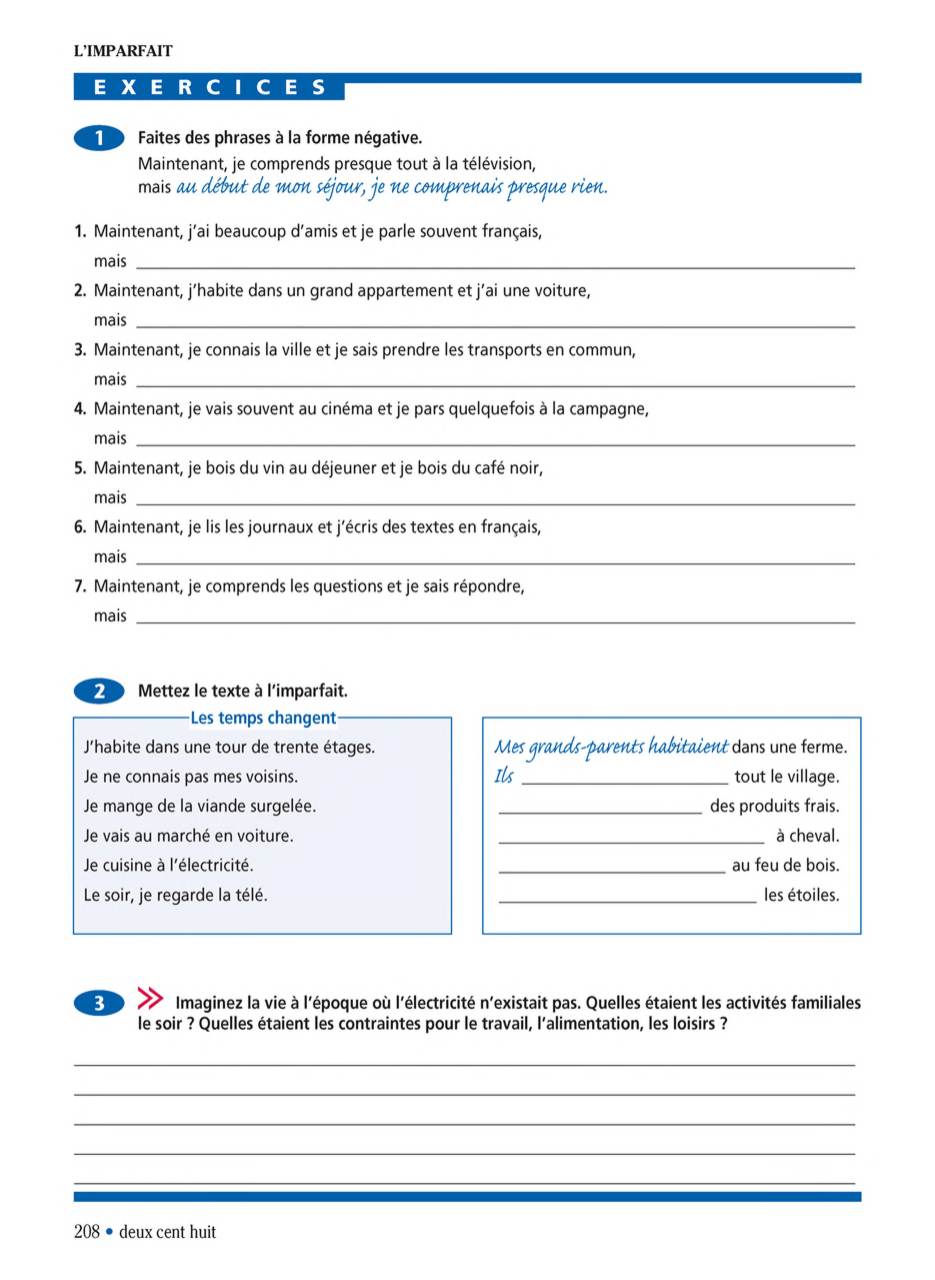 L’IMPARFAIT
EXERCICES
1 Faites des phrases à la forme négative.
Maintenant, je comprends presque tout à la télévision,
mais au début de mon séjour, je ne comprenais presque rien.
1. Maintenant, j’ai beaucoup d’amis et je parle souvent français,
mais
2. Maintenant, j’habite dans un grand appartement et j’ai une voiture,
mais
3. Maintenant, je connais la ville et je sais prendre les transports en commun,
mais
4. Maintenant, je vais souvent au cinéma et je pars quelquefois à la campagne,
mais
5. Maintenant, je bois du vin au déjeuner et je bois du café noir,
mais
6. Maintenant, je lis les journaux et j’écris des textes en français,
mais
7. Maintenant, je comprends les questions et je sais répondre,
mais
2 Mettez le texte à l’imparfait.
Les temps changent
J’habite dans une tour de trente étages.
Je ne connais pas mes voisins.
Je mange de la viande surgelée.
Je vais au marché en voiture.
Je cuisine à l’électricité.
Le soir, je regarde la télé.
Mes grands-parents habitaient dans une ferme.
Ils tout le village.
des produits frais.
à cheval.
au feu de bois.
les étoiles.
3 Imaginez la vie à l’époque où l’électricité n’existait pas. Quelles étaient les activités familiales
le soir ? Quelles étaient les contraintes pour le travail, l’alimentation, les loisirs ?
208 • deux cent huit